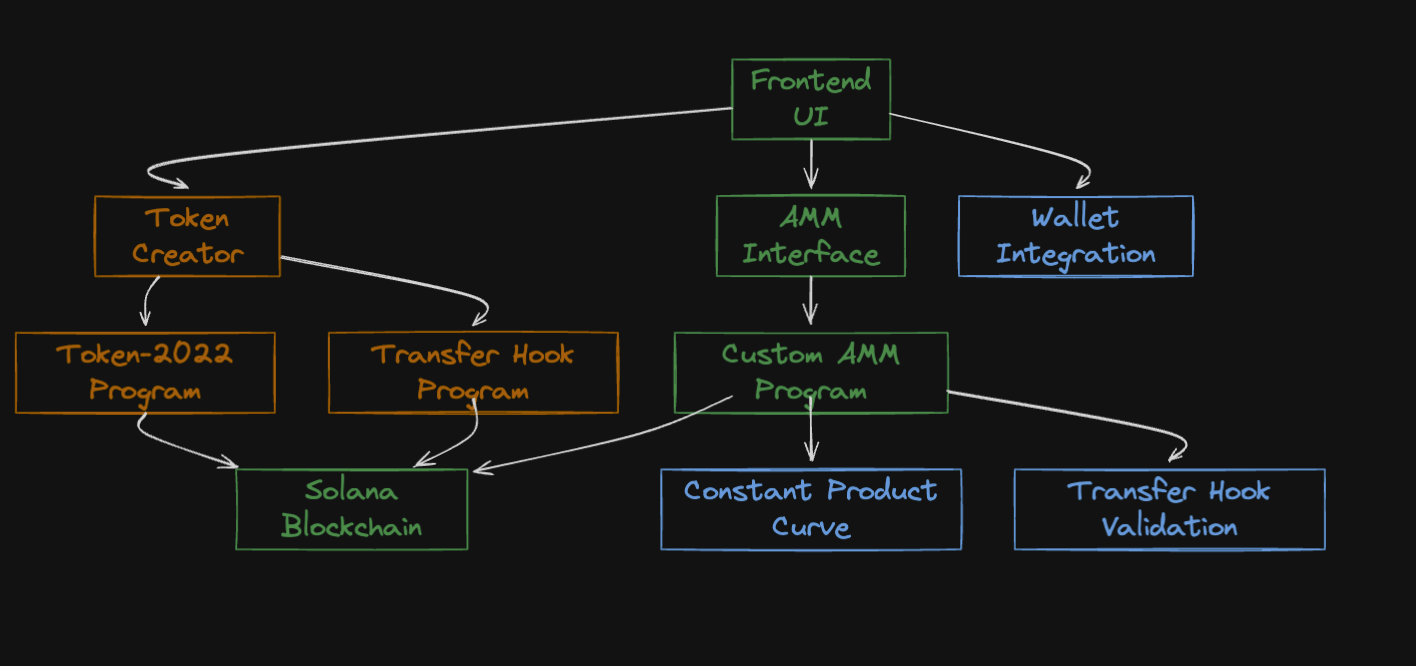 Frontend
UI
Token
Creator
AMM
Interface
Wallet
Integration
Token-2022
Program
Transfer Hook
Program
Custom AMM
Program
Solana
Blockchain
Constant Product
Curve
Transfer Hook
Validation